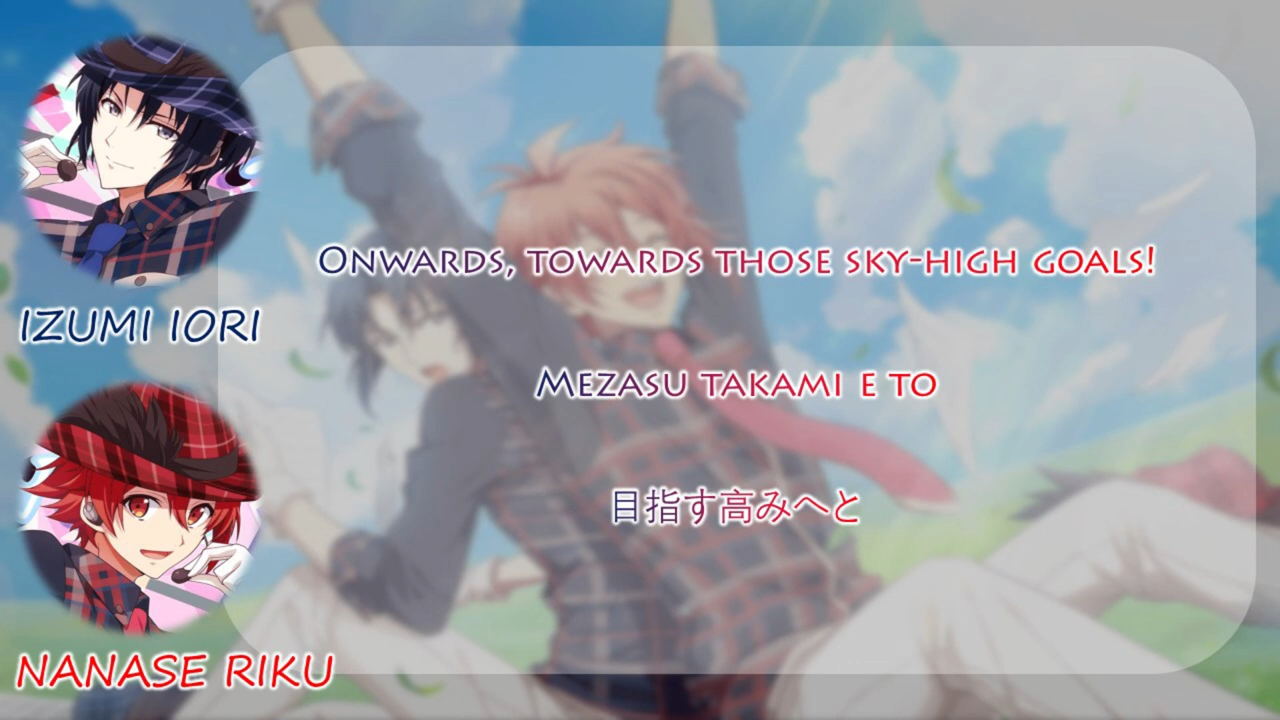 Onwards, towards those sky-high goals!
IZUMI IORI
Mezasu takami e to
目指す高みへと
NANASE RIKU